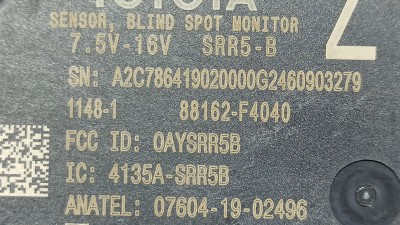 TOYOTA
SENSOR, BLIND SPOT MONITOR
7.5V-16V SRR5-B
Z
SN: A2C786419020000G2460903279
1148-1 88162-F4040
FCC ID: OAYSRR5B
IC: 4135A-SRR5B
ANATEL: 07604-19-02496